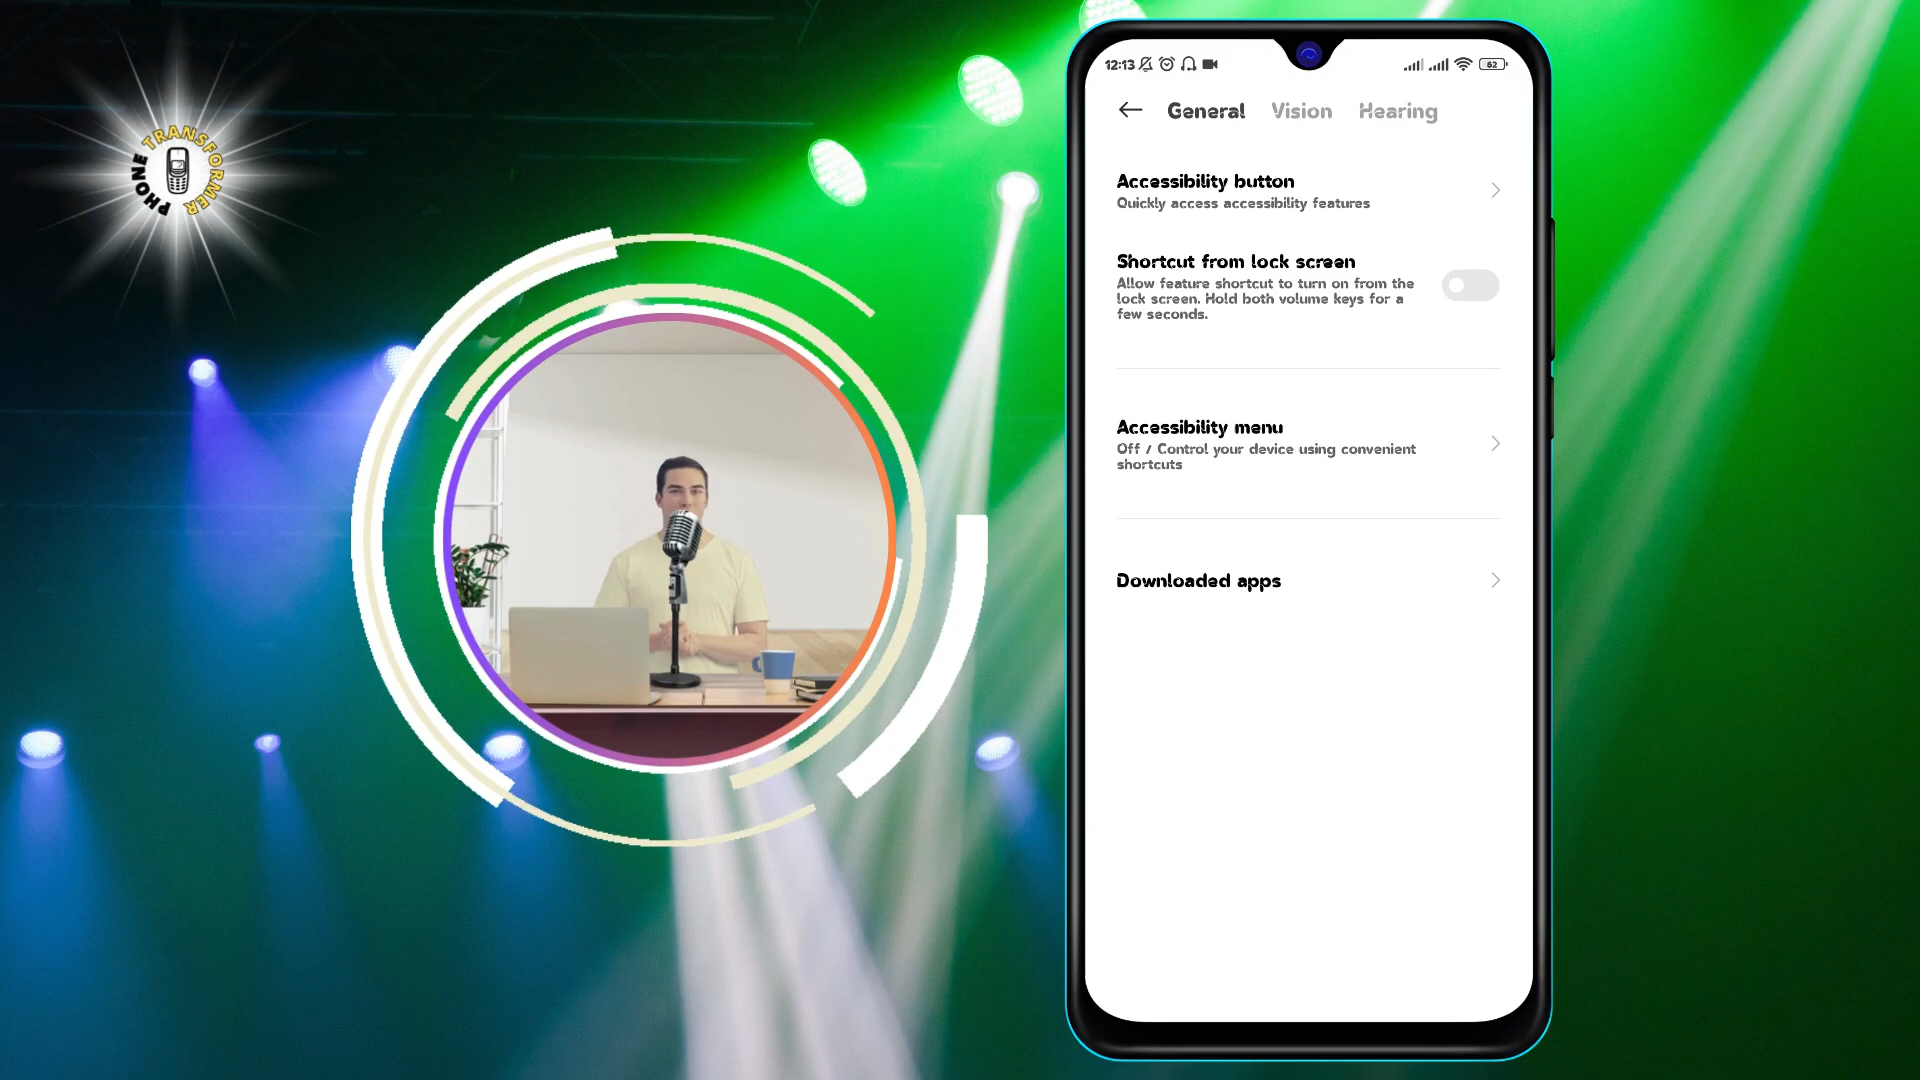 PHONE TRANSFORMER
12:13
62
General Vision Hearing
Accessibility button
Quickly access accessibility features
Shortcut from lock screen
Allow feature shortcut to turn on from the
lock screen. Hold both volume keys for a
few seconds.
Accessibility menu
Off / Control your device using convenient
shortcuts
Downloaded apps